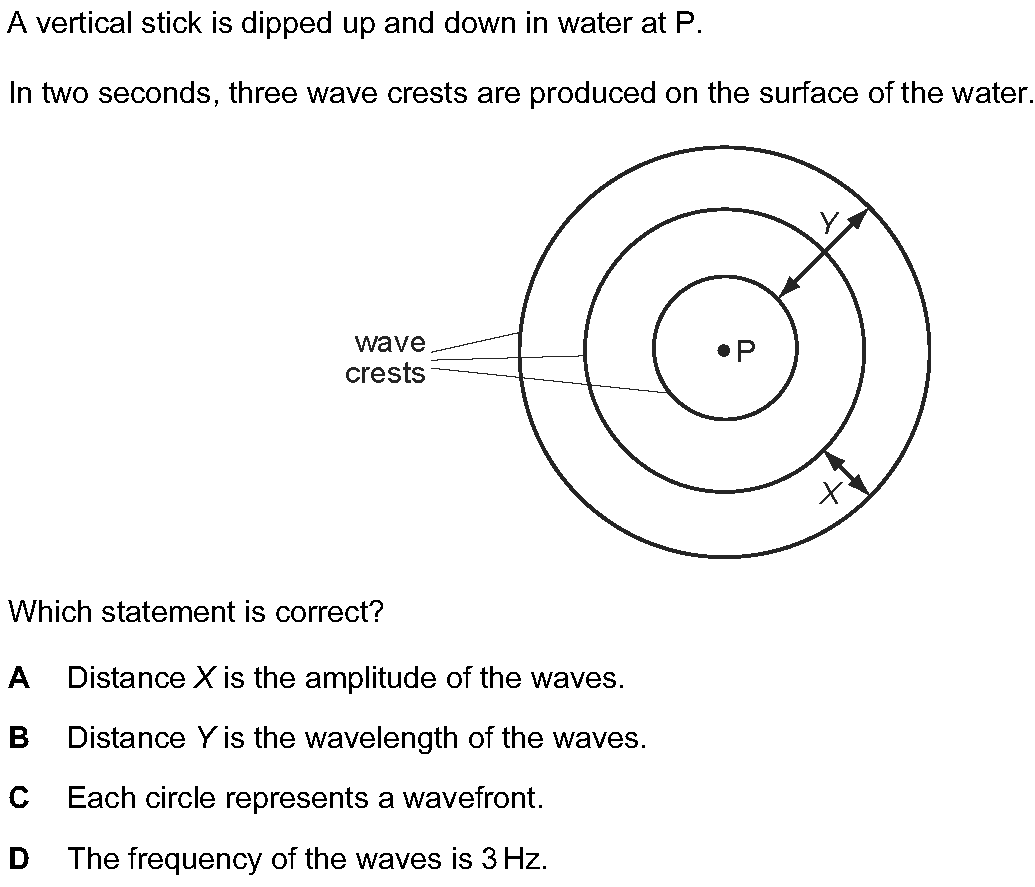 A vertical stick is dipped up and down in water at P.
In two seconds, three wave crests are produced on the surface of the water.
Y
wave
crests
P
X
Which statement is correct?
A Distance X is the amplitude of the waves.
B Distance Y is the wavelength of the waves.
C Each circle represents a wavefront.
D The frequency of the waves is 3 Hz.